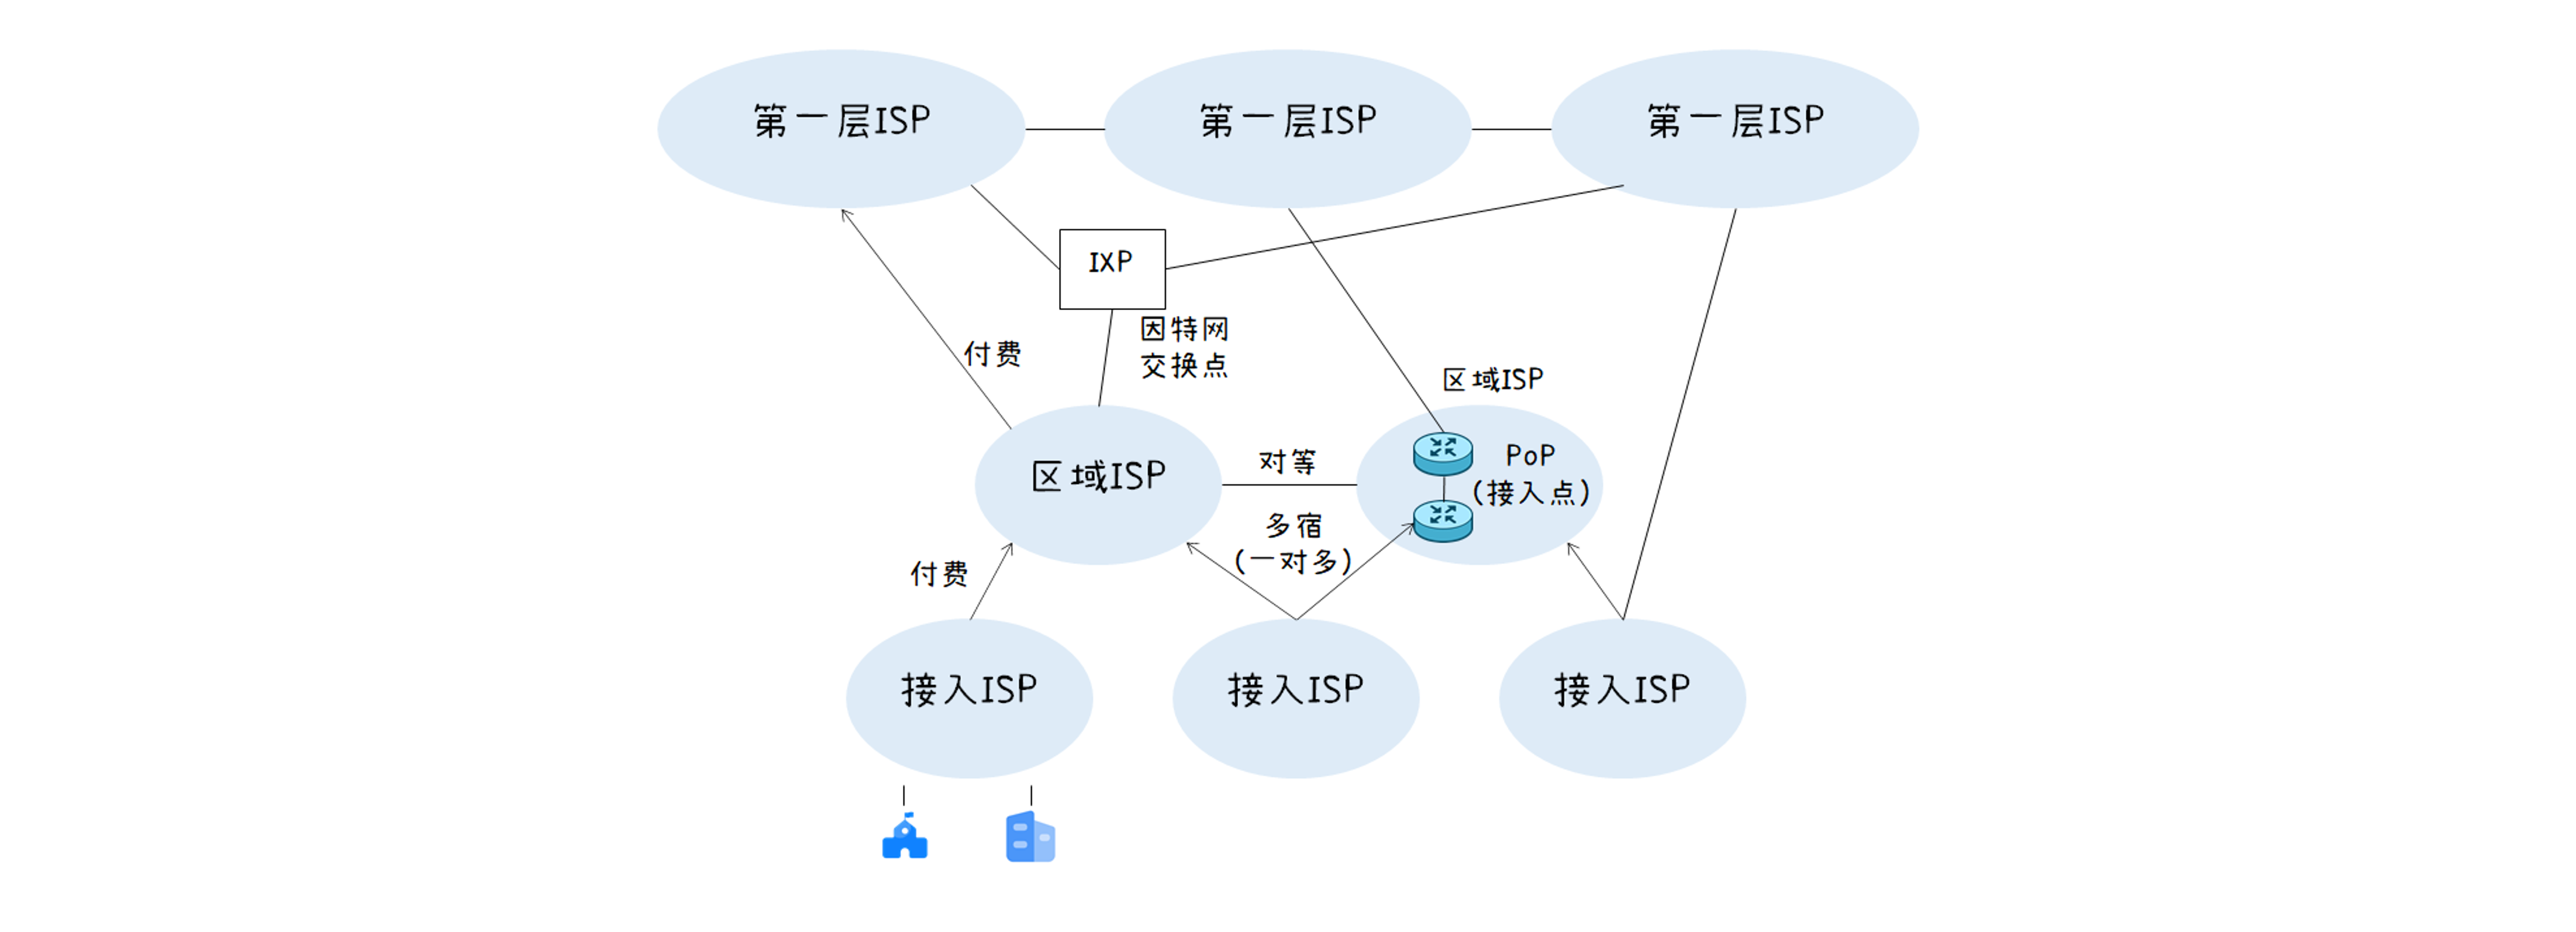 第一层ISP
第一层ISP
第一层ISP
IXP
因特网
交换点
付费
区域ISP
区域ISP
对等
PoP
(接入点)
多宿
(一对多)
付费
接入ISP
接入ISP
接入ISP